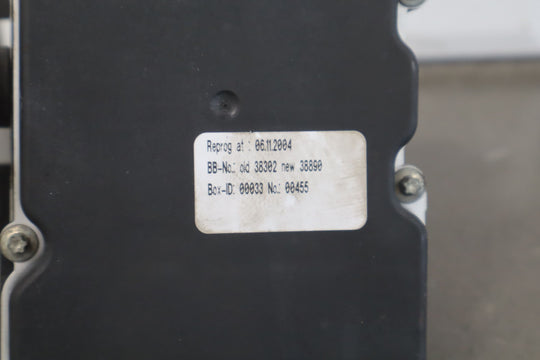 Reprog at : 06.11.2004
BB-No.: old 38302 new 38890
Box-ID: 00033 No.: 00455